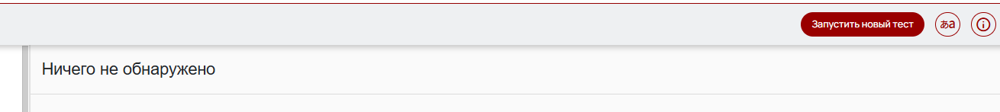 Запустить новый тест
あa
Ничего не обнаружено